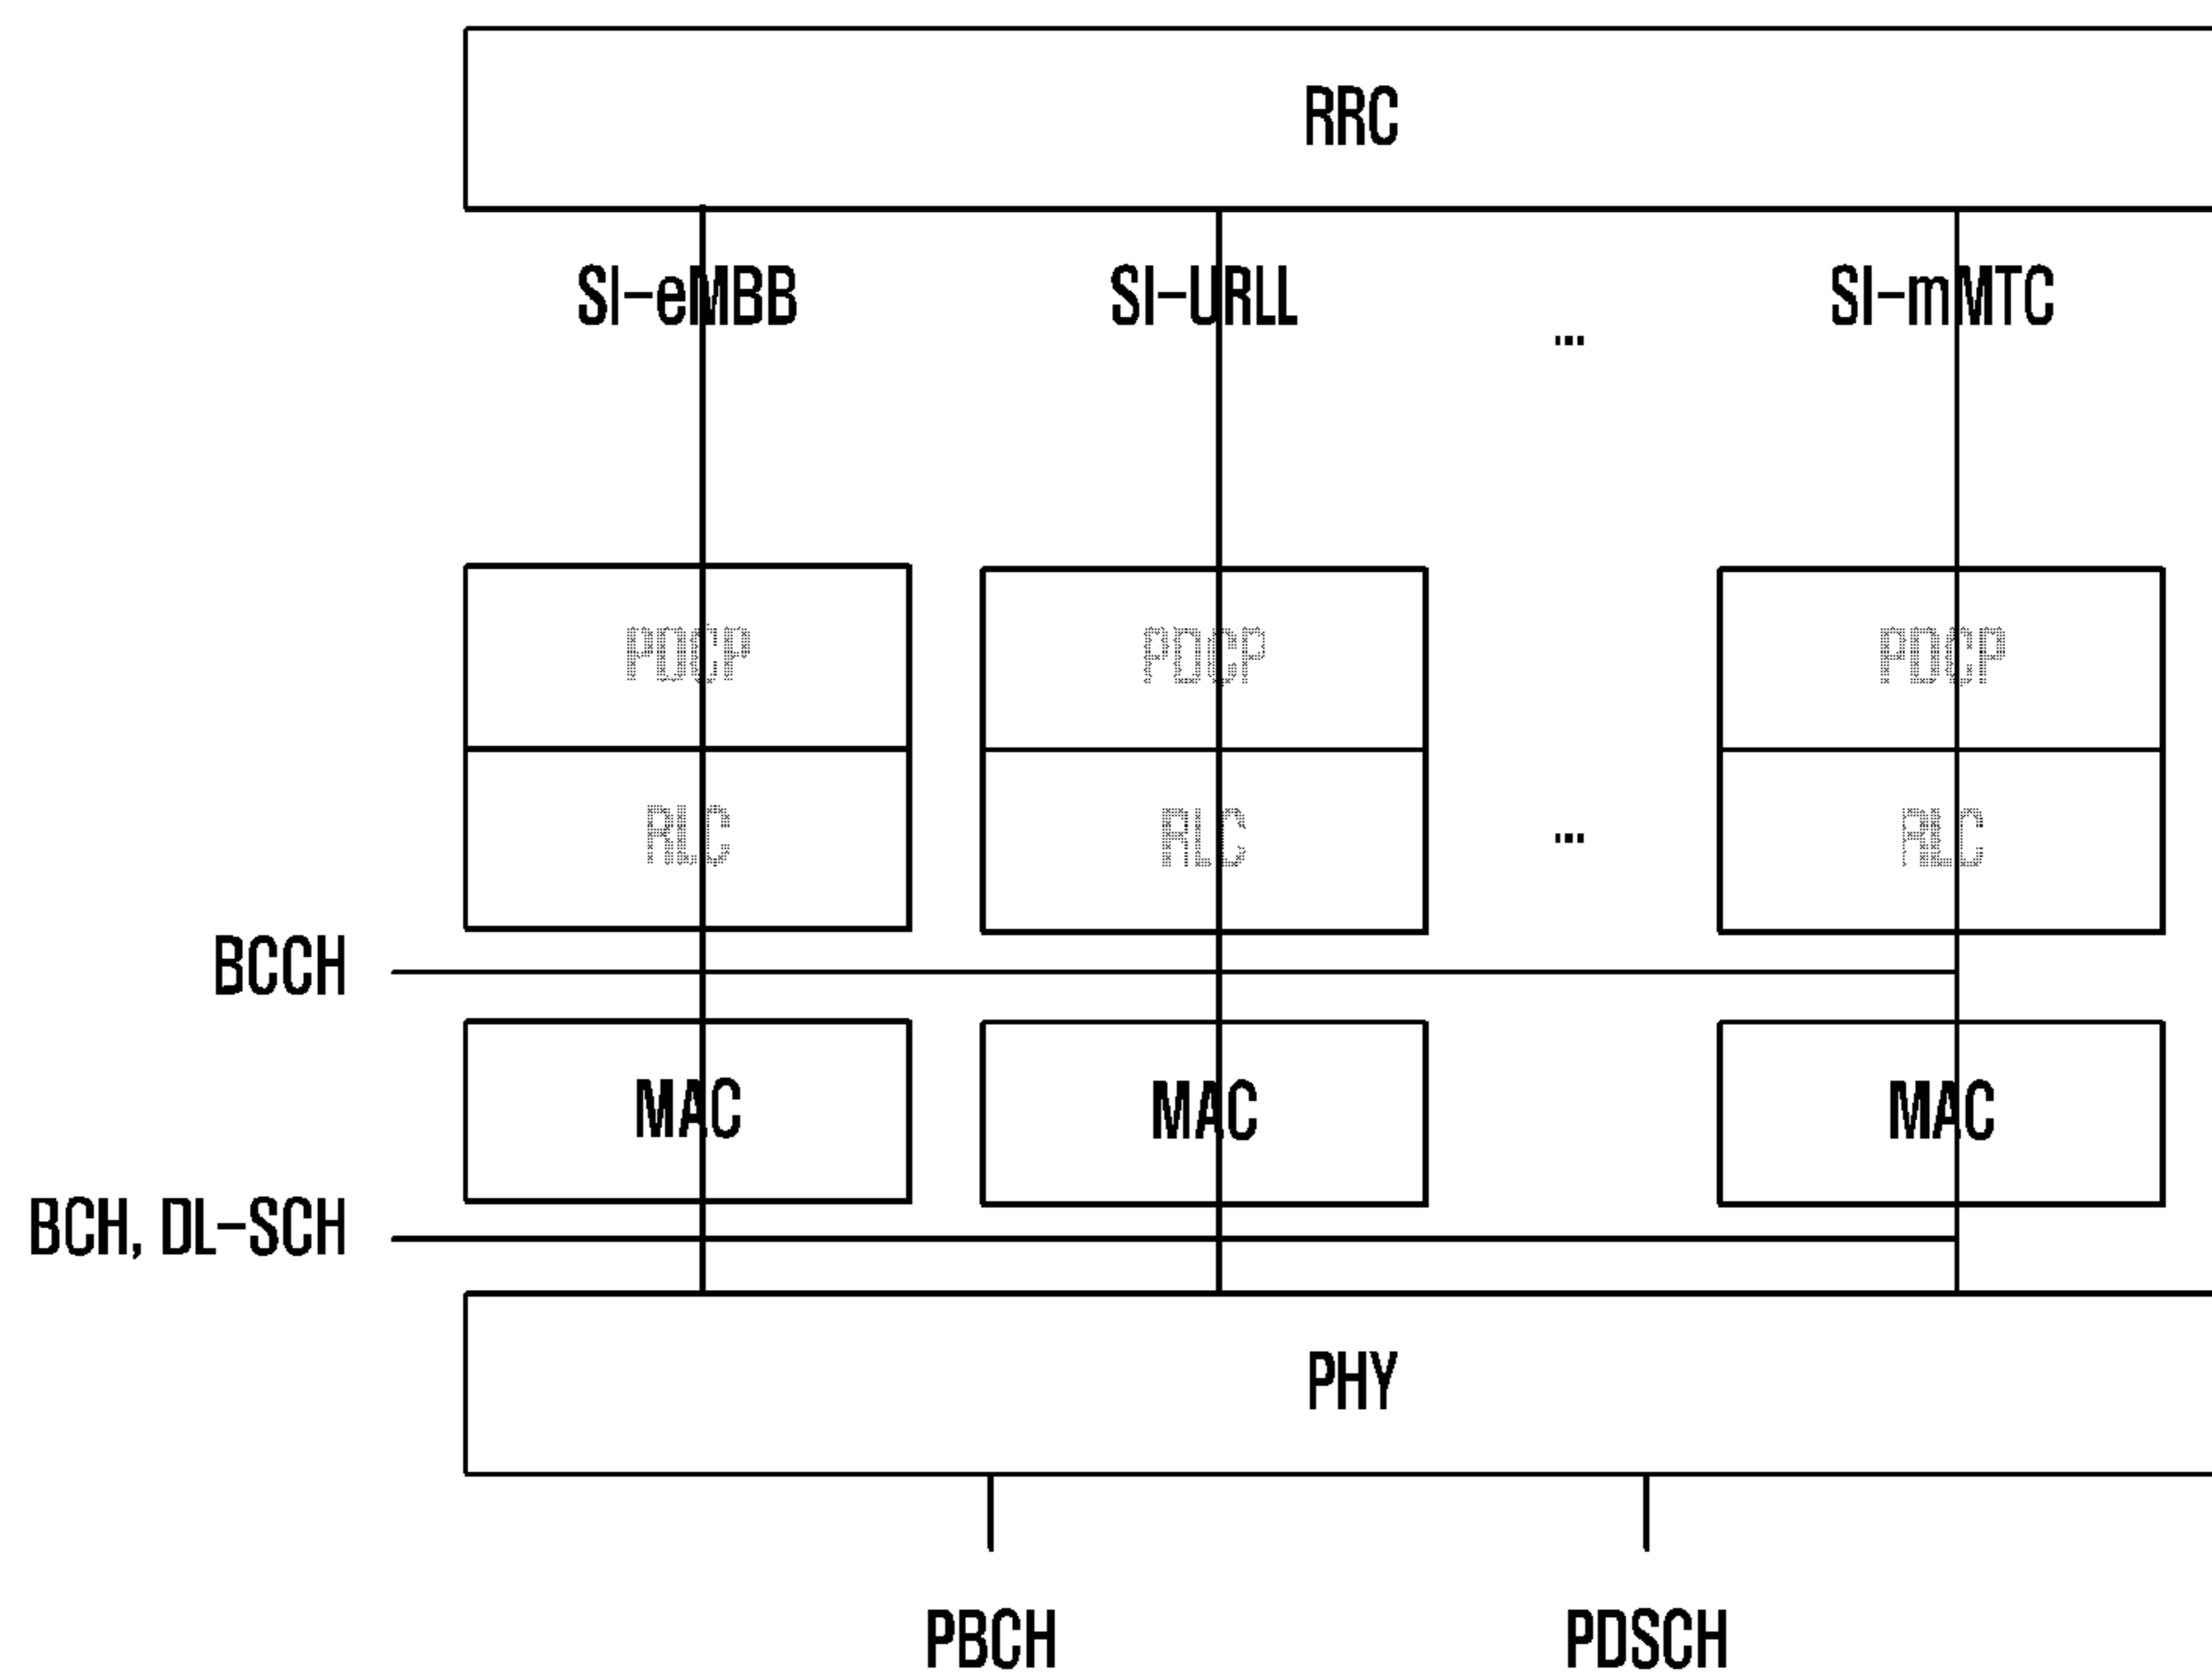 RRC
SI-eMBB SI-URLL ... SI-mMTC
PDCP PDCP PDCP
RLC RLC ... RLC
BCCH
MAC MAC MAC
BCH, DL-SCH
PHY
PBCH PDSCH